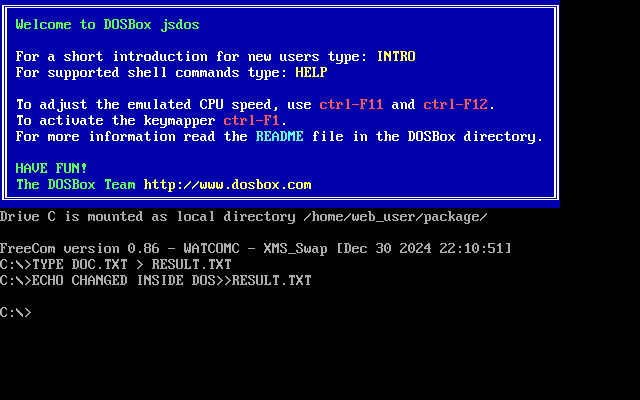 Welcome to DOSBox jsdos
For a short introduction for new users type: INTRO
For supported shell commands type: HELP
To adjust the emulated CPU speed, use ctrl-F11 and ctrl-F12.
To activate the keymapper ctrl-F1.
For more information read the README file in the DOSBox directory.
HAVE FUN!
The DOSBox Team http://www.dosbox.com
Drive C is mounted as local directory /home/web_user/package/
FreeCom version 0.86 - WATCOMC - XMS_Swap [Dec 30 2024 22:10:51]
C:\>TYPE DOC.TXT > RESULT.TXT
C:\>ECHO CHANGED INSIDE DOS>>RESULT.TXT
C:\>